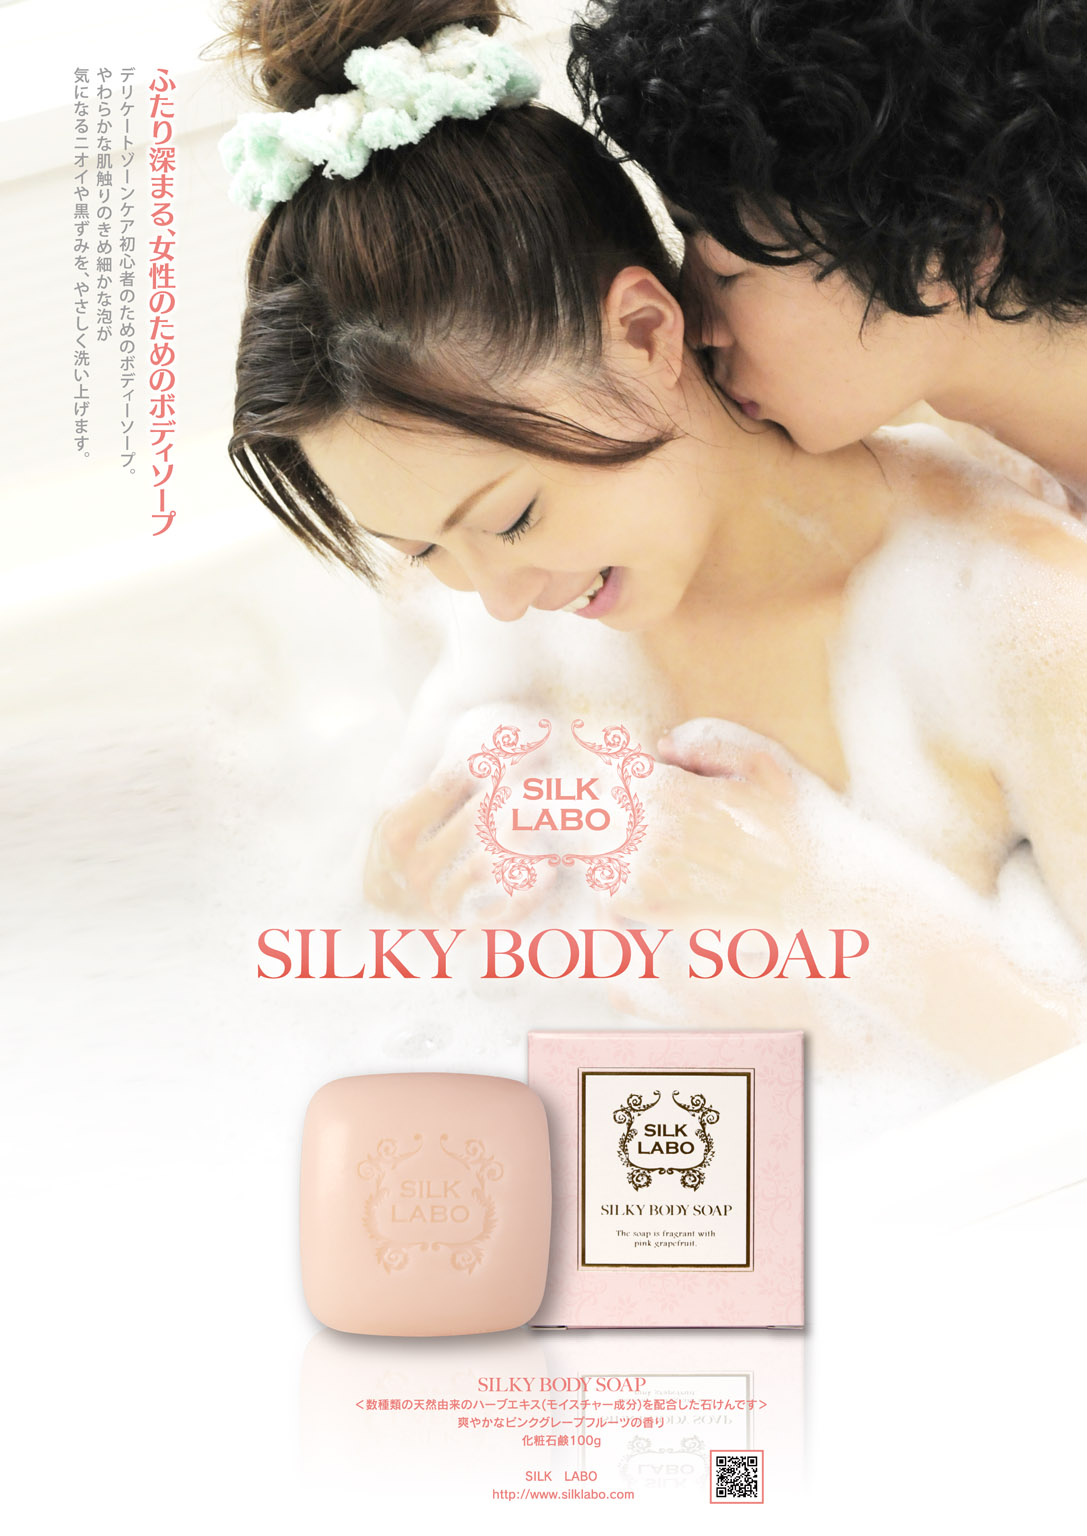 ふたり深まる、女性のためのボディソープ
デリケートゾーンケア初心者のためのボディーソープ。
やわらかな肌触りのきめ細かな泡が
気になるニオイや黒ずみを、やさしく洗い上げます。
SILK
LABO
SILKY BODY SOAP
SILK
LABO
SILK
LABO
SILKY BODY SOAP
The soap is fragrant with
pink grapefruit.
SILKY BODY SOAP
＜数種類の天然由来のハーブエキス(モイスチャー成分)を配合した石けんです＞
爽やかなピンクグレープフルーツの香り
化粧石鹸100g
SILK LABO
http://www.silklabo.com